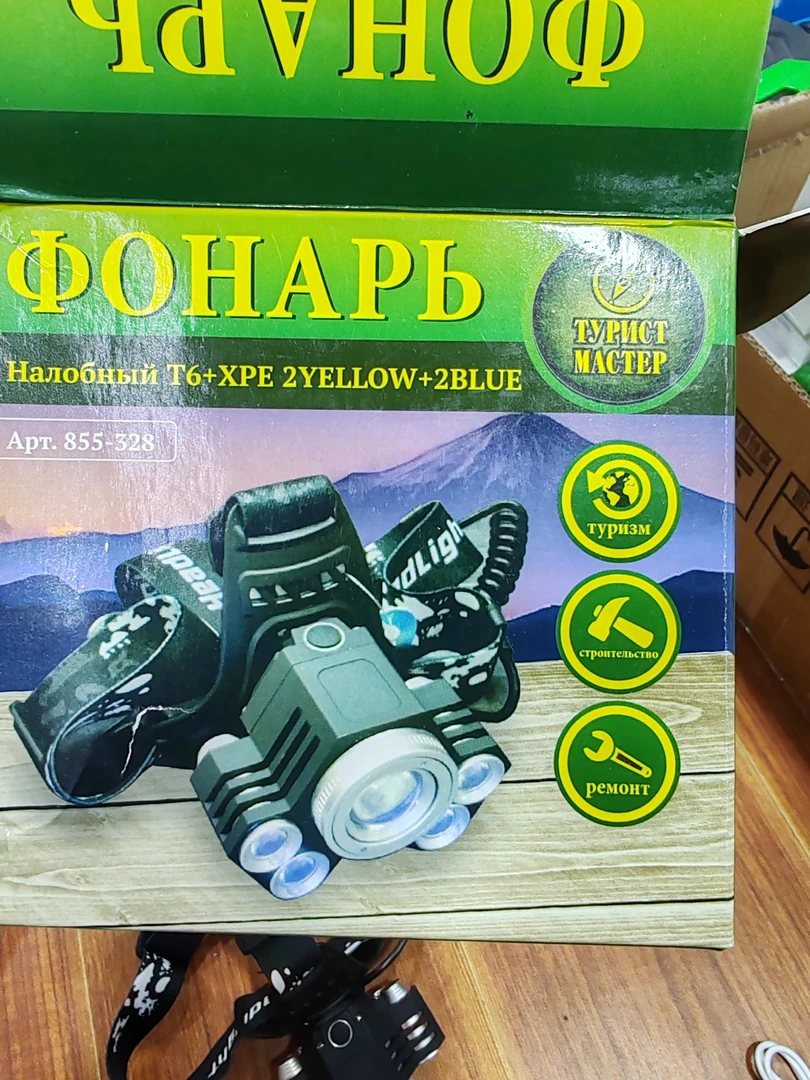 ФОНАРЬ
ФОНАРЬ
ТУРИСТ
МАСТЕР
Налобный T6+XPE 2YELLOW+2BLUE
Арт. 855-328
туризм
строительство
ремонт